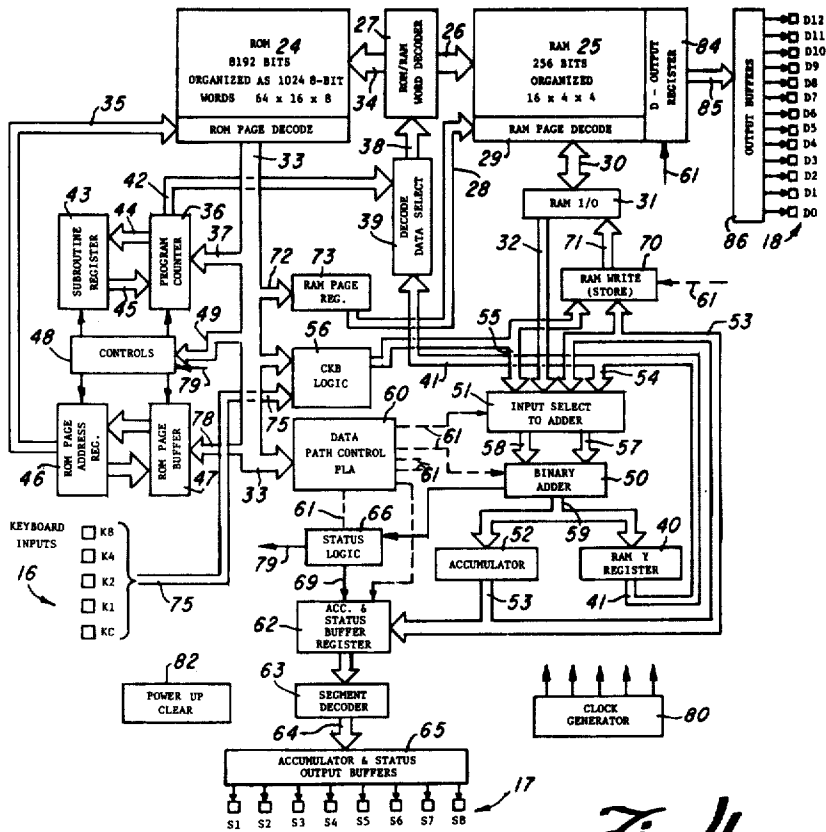 ROM 24
8192 BITS
ORGANIZED AS 1024 8-BIT
WORDS 64 x 16 x 8
ROM PAGE DECODE
27
ROM/RAM
WORD DECODER
26
34
RAM 25
256 BITS
ORGANIZED
16 x 4 x 4
RAM PAGE DECODE
D - OUTPUT
REGISTER
84
85
OUTPUT BUFFERS
86
D12
D11
D10
D9
D8
D7
D6
D5
D4
D3
D2
D1
D0
18
35
33
38
28
29
30
61
42
43
SUBROUTINE
REGISTER
44
45
36
PROGRAM
COUNTER
37
DECODE
DATA SELECT
39
RAM I/O
31
32
71
70
RAM WRITE
(STORE)
61
72
73
RAM PAGE
REG.
49
48
CONTROLS
79
56
CKB
LOGIC
55
53
41
54
75
51
INPUT SELECT
TO ADDER
60
DATA
PATH CONTROL
PLA
61
61
61
58
57
ROM PAGE
ADDRESS
REG.
46
ROM PAGE
BUFFER
47
78
33
BINARY
ADDER
50
59
61
66
STATUS
LOGIC
79
69
52
ACCUMULATOR
53
40
RAM Y
REGISTER
41
KEYBOARD
INPUTS
16
K8
K4
K2
K1
KC
75
62
ACC. &
STATUS
BUFFER
REGISTER
82
POWER UP
CLEAR
63
SEGMENT
DECODER
64
CLOCK
GENERATOR
80
65
ACCUMULATOR & STATUS
OUTPUT BUFFERS
17
S1 S2 S3 S4 S5 S6 S7 S8
Fig. 4